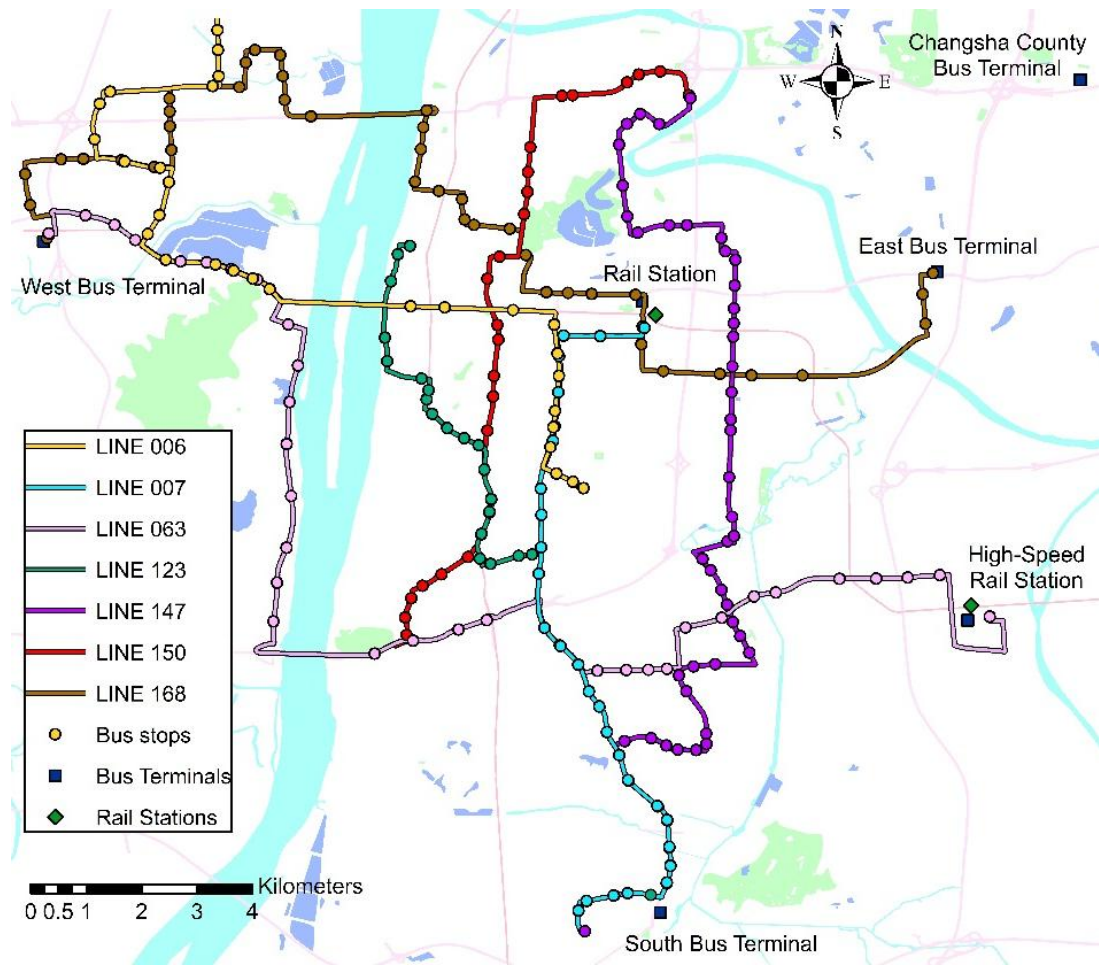 Changsha County
Bus Terminal
N
W
E
S
East Bus Terminal
Rail Station
West Bus Terminal
High-Speed
Rail Station
South Bus Terminal
LINE 006
LINE 007
LINE 063
LINE 123
LINE 147
LINE 150
LINE 168
Bus stops
Bus Terminals
Rail Stations
Kilometers
0 0.5 1 2 3 4